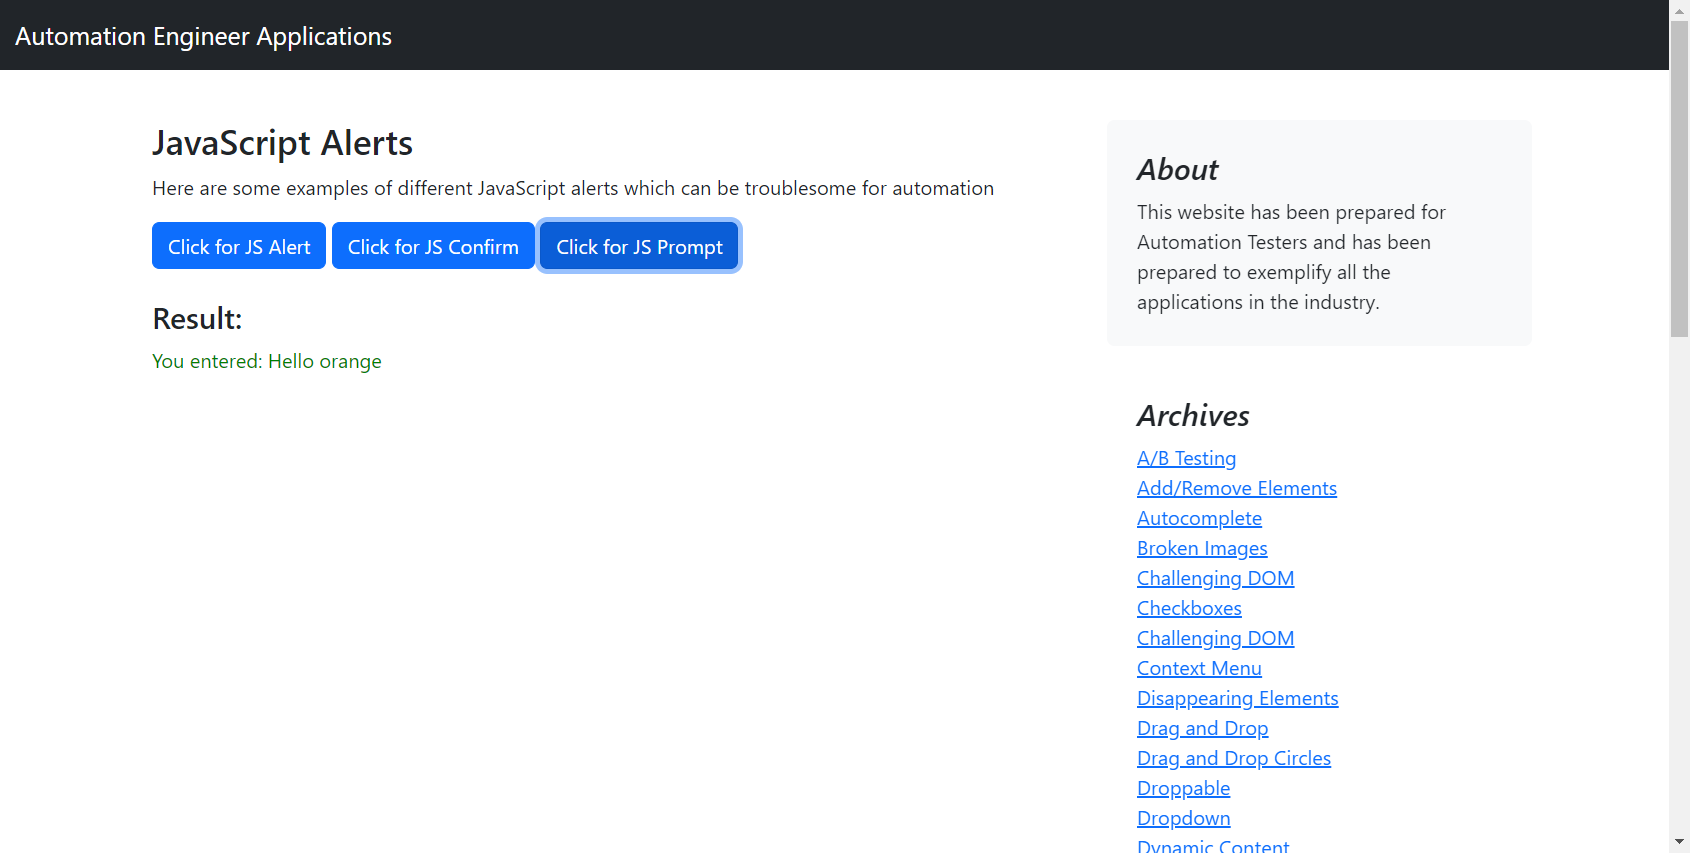 Automation Engineer Applications
JavaScript Alerts
Here are some examples of different JavaScript alerts which can be troublesome for automation
Click for JS Alert Click for JS Confirm Click for JS Prompt
Result:
You entered: Hello orange
About
This website has been prepared for
Automation Testers and has been
prepared to exemplify all the
applications in the industry.
Archives
A/B Testing
Add/Remove Elements
Autocomplete
Broken Images
Challenging DOM
Checkboxes
Challenging DOM
Context Menu
Disappearing Elements
Drag and Drop
Drag and Drop Circles
Droppable
Dropdown
Dynamic Content